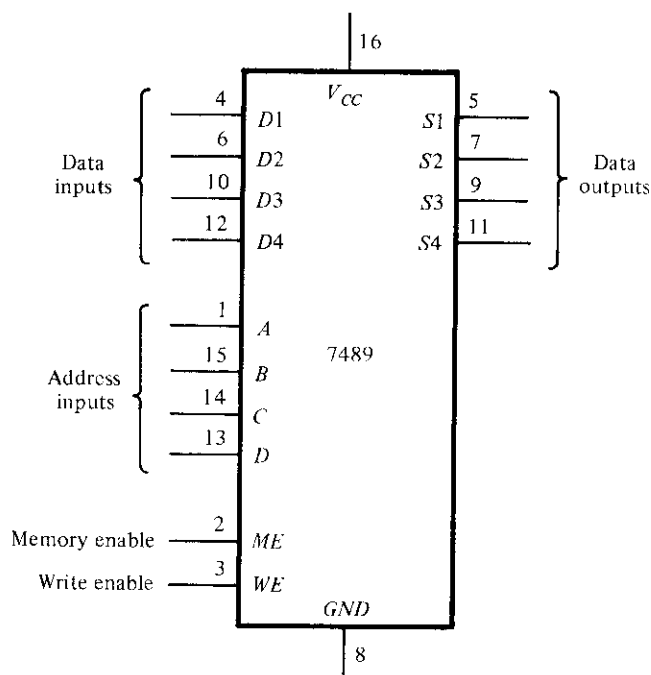 16
V_CC
4 D1 S1 5
6 D2 S2 7
Data inputs
Data outputs
10 D3 S3 9
12 D4 S4 11
1 A
7489
15 B
Address inputs
14 C
13 D
Memory enable 2 ME
Write enable 3 WE
GND
8